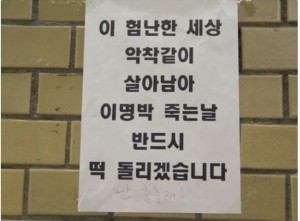 이 험난한 세상
악착같이
살아남아
이명박 죽는날
반드시
떡 돌리겠습니다
난